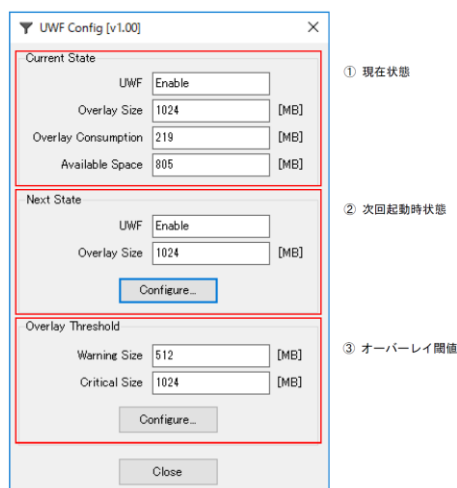 UWF Config [v1.00]
Current State
UWF Enable
Overlay Size 1024 [MB]
Overlay Consumption 219 [MB]
Available Space 805 [MB]
① 現在状態
Next State
UWF Enable
Overlay Size 1024 [MB]
Configure...
② 次回起動時状態
Overlay Threshold
Warning Size 512 [MB]
Critical Size 1024 [MB]
Configure...
③ オーバーレイ閾値
Close